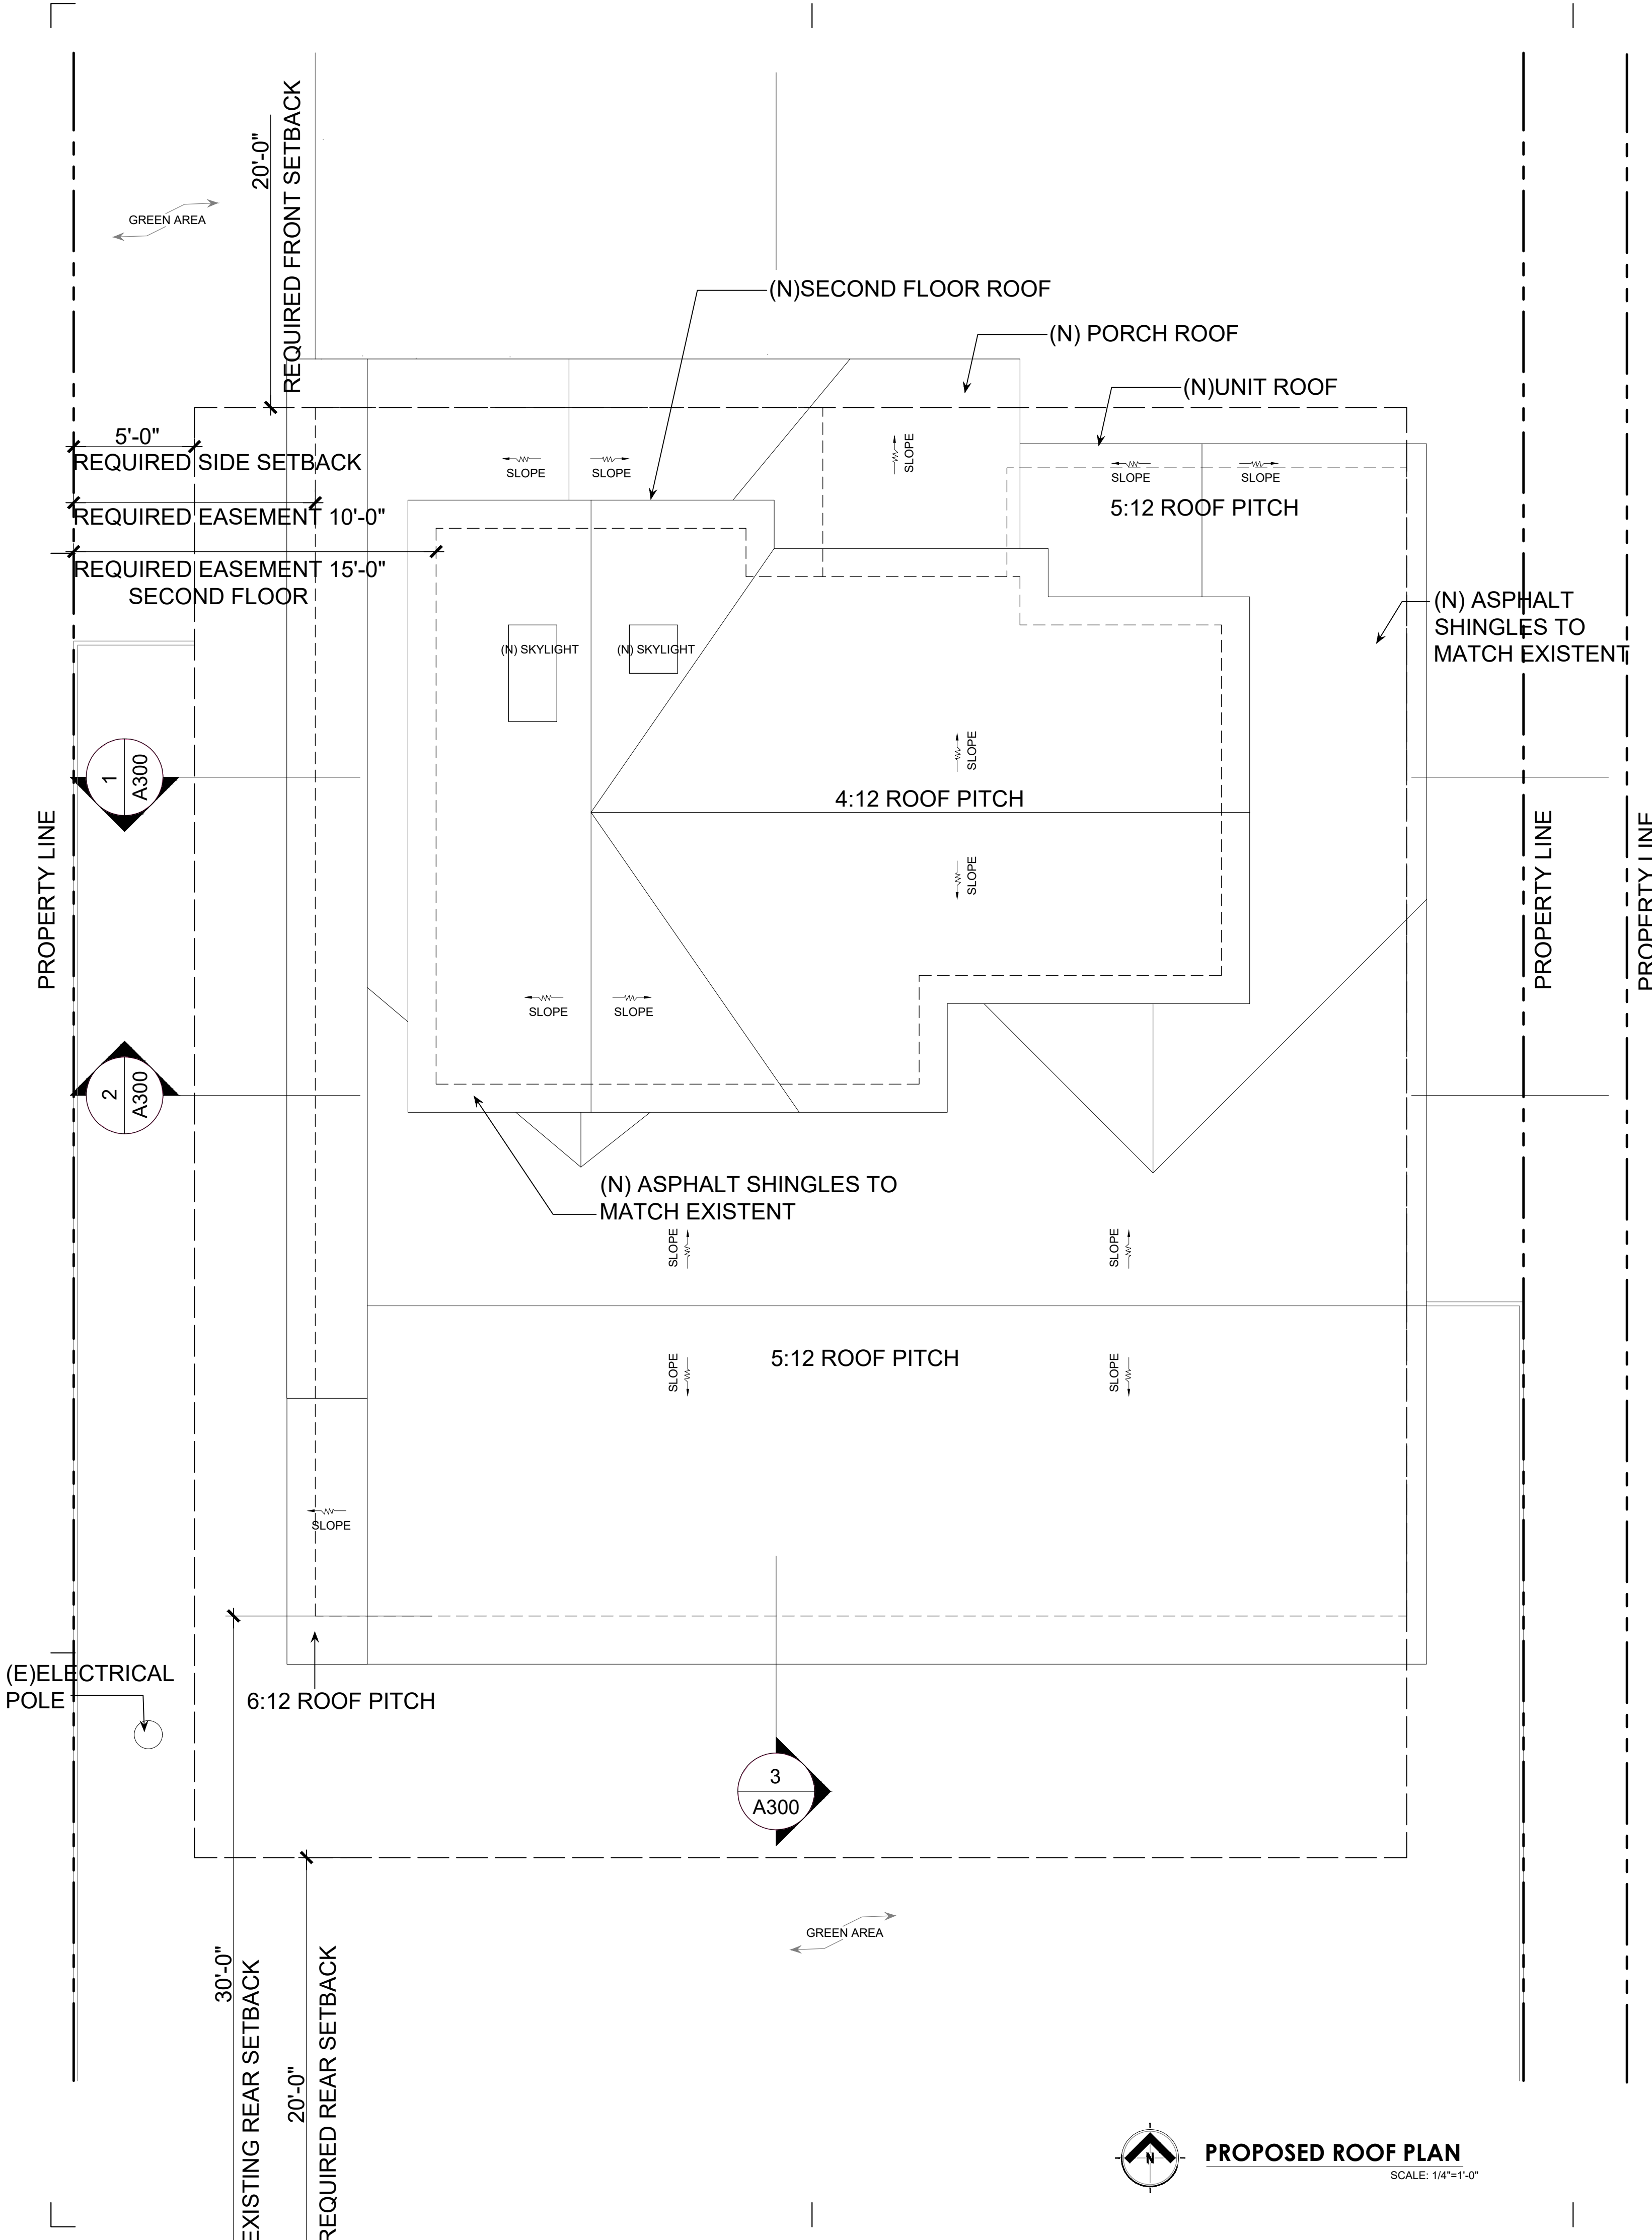 20'-0"
REQUIRED FRONT SETBACK
GREEN AREA
(N)SECOND FLOOR ROOF
(N) PORCH ROOF
(N)UNIT ROOF
5'-0"
REQUIRED SIDE SETBACK
SLOPE
SLOPE
SLOPE
SLOPE
SLOPE
5:12 ROOF PITCH
REQUIRED EASEMENT 10'-0"
REQUIRED EASEMENT 15'-0"
SECOND FLOOR
(N) ASPHALT
SHINGLES TO
MATCH EXISTENT
(N) SKYLIGHT
(N) SKYLIGHT
1
A300
SLOPE
4:12 ROOF PITCH
SLOPE
PROPERTY LINE
PROPERTY LINE
PROPERTY LINE
SLOPE
SLOPE
2
A300
(N) ASPHALT SHINGLES TO
MATCH EXISTENT
SLOPE
SLOPE
5:12 ROOF PITCH
SLOPE
SLOPE
SLOPE
(E)ELECTRICAL
POLE
6:12 ROOF PITCH
3
A300
GREEN AREA
30'-0"
EXISTING REAR SETBACK
20'-0"
REQUIRED REAR SETBACK
N
PROPOSED ROOF PLAN
SCALE: 1/4"=1'-0"